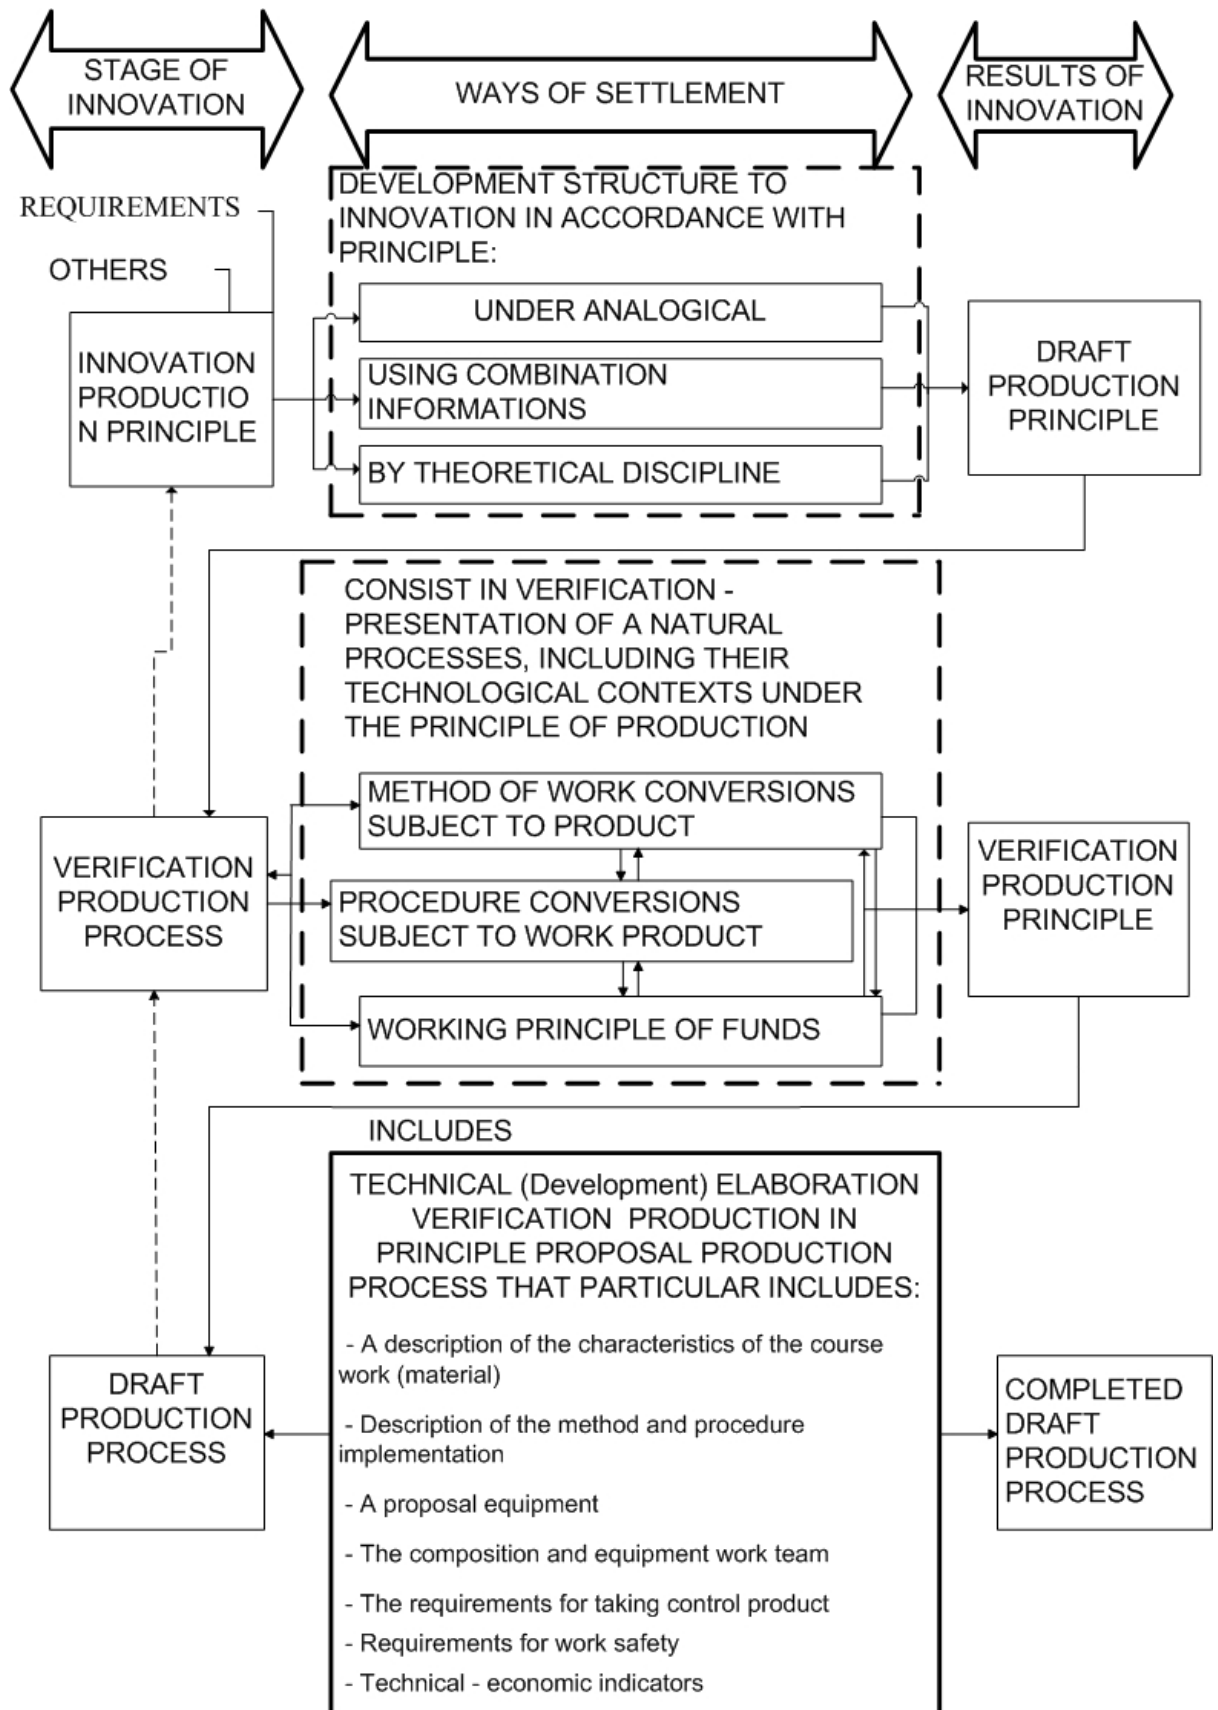 STAGE OF
INNOVATION
WAYS OF SETTLEMENT
RESULTS OF
INNOVATION
REQUIREMENTS
OTHERS
INNOVATION
PRODUCTIO
N PRINCIPLE
DEVELOPMENT STRUCTURE TO
INNOVATION IN ACCORDANCE WITH
PRINCIPLE:
UNDER ANALOGICAL
USING COMBINATION
INFORMATIONS
BY THEORETICAL DISCIPLINE
DRAFT
PRODUCTION
PRINCIPLE
CONSIST IN VERIFICATION -
PRESENTATION OF A NATURAL
PROCESSES, INCLUDING THEIR
TECHNOLOGICAL CONTEXTS UNDER
THE PRINCIPLE OF PRODUCTION
VERIFICATION
PRODUCTION
PROCESS
METHOD OF WORK CONVERSIONS
SUBJECT TO PRODUCT
PROCEDURE CONVERSIONS
SUBJECT TO WORK PRODUCT
WORKING PRINCIPLE OF FUNDS
VERIFICATION
PRODUCTION
PRINCIPLE
INCLUDES
TECHNICAL (Development) ELABORATION
VERIFICATION PRODUCTION IN
PRINCIPLE PROPOSAL PRODUCTION
PROCESS THAT PARTICULAR INCLUDES:
- A description of the characteristics of the course
work (material)
- Description of the method and procedure
implementation
- A proposal equipment
- The composition and equipment work team
- The requirements for taking control product
- Requirements for work safety
- Technical - economic indicators
DRAFT
PRODUCTION
PROCESS
COMPLETED
DRAFT
PRODUCTION
PROCESS